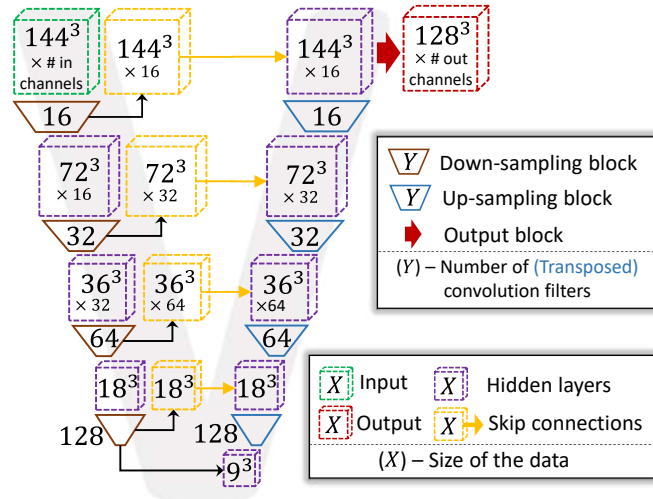 144³ × # in channels
144³ × 16
144³ × 16
128³ × # out channels
16
16
72³ × 16
72³ × 32
72³ × 32
32
32
36³ × 32
36³ × 64
36³ ×64
64
64
18³
18³
18³
128
128
9³
Y Down-sampling block
Y Up-sampling block
Output block
(Y) – Number of (Transposed)
convolution filters
X Input
X Hidden layers
X Output
X Skip connections
(X) – Size of the data